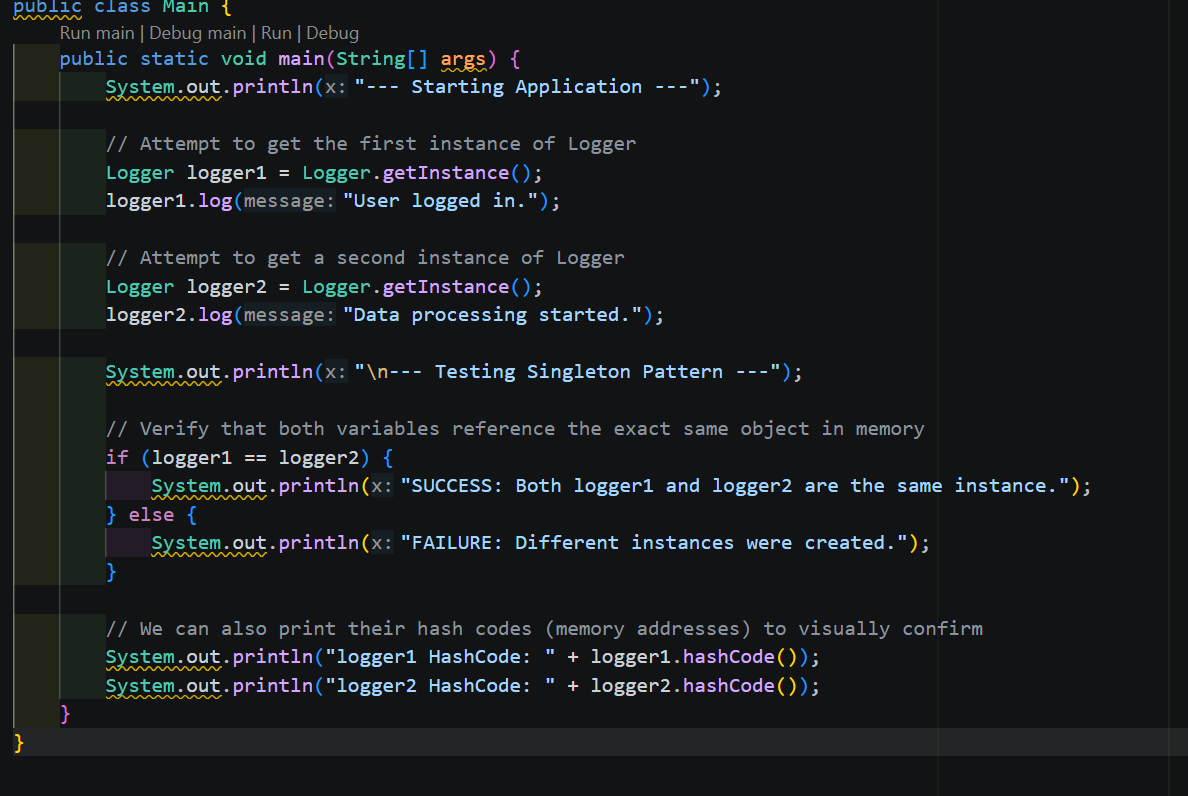 public class Main {
Run main | Debug main | Run | Debug
public static void main(String[] args) {
System.out.println(x: "--- Starting Application ---");
// Attempt to get the first instance of Logger
Logger logger1 = Logger.getInstance();
logger1.log(message: "User logged in.");
// Attempt to get a second instance of Logger
Logger logger2 = Logger.getInstance();
logger2.log(message: "Data processing started.");
System.out.println(x: "\n--- Testing Singleton Pattern ---");
// Verify that both variables reference the exact same object in memory
if (logger1 == logger2) {
System.out.println(x: "SUCCESS: Both logger1 and logger2 are the same instance.");
} else {
System.out.println(x: "FAILURE: Different instances were created.");
}
// We can also print their hash codes (memory addresses) to visually confirm
System.out.println("logger1 HashCode: " + logger1.hashCode());
System.out.println("logger2 HashCode: " + logger2.hashCode());
}
}